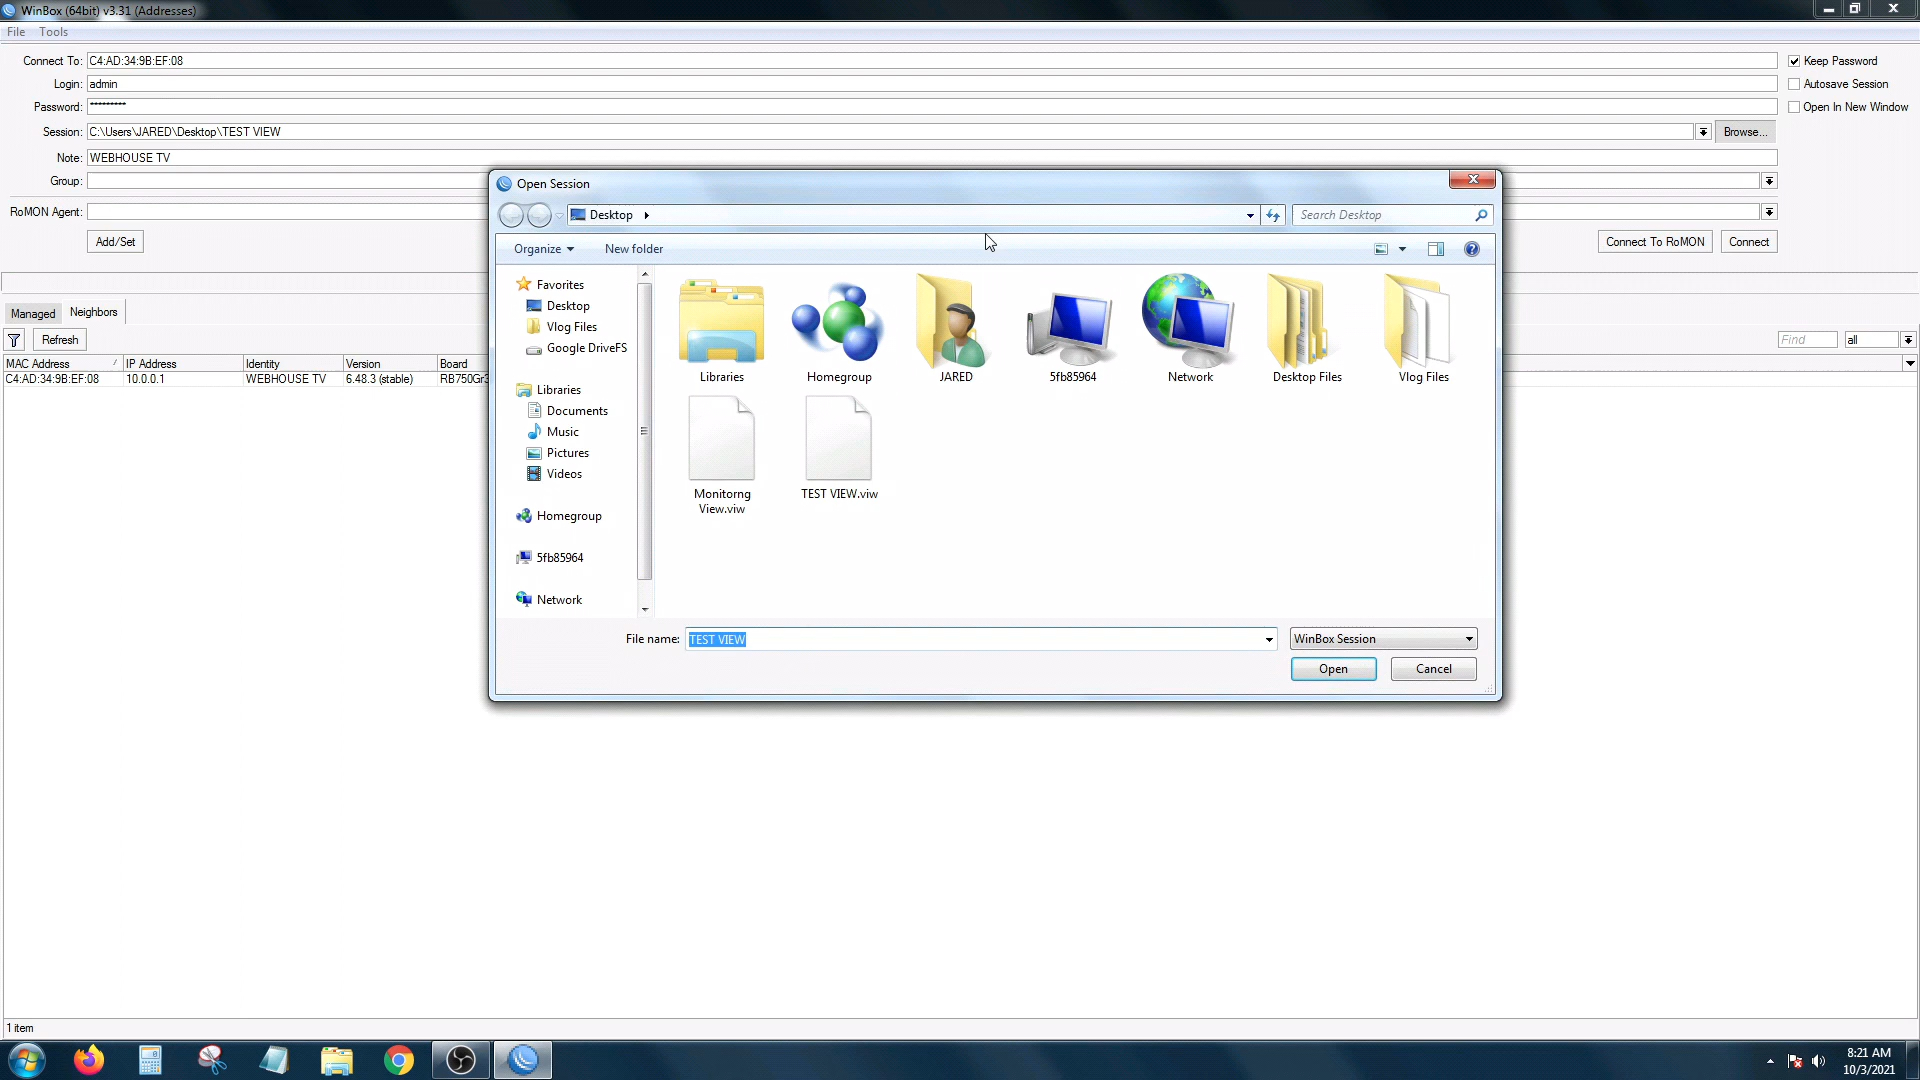 WinBox (64bit) v3.31 (Addresses)
File Tools
Connect To: C4:AD:34:9B:EF:08
Keep Password
Login: admin
Autosave Session
Password: *********
Open In New Window
Session: C:\Users\JARED\Desktop\TEST VIEW
Browse...
Note: WEBHOUSE TV
Group:
RoMON Agent:
Add/Set
Connect To RoMON
Connect
Managed
Neighbors
Refresh
Find
all
MAC Address / IP Address Identity Version Board
C4:AD:34:9B:EF:08 10.0.0.1 WEBHOUSE TV 6.48.3 (stable) RB750Gr3
Open Session
Desktop
Search Desktop
Organize
New folder
Favorites
Desktop
Vlog Files
Google DriveFS
Libraries
Documents
Music
Pictures
Videos
Homegroup
5fb85964
Network
Libraries
Homegroup
JARED
5fb85964
Network
Desktop Files
Vlog Files
Monitorng
View.viw
TEST VIEW.viw
File name: TEST VIEW
WinBox Session
Open
Cancel
1 item
8:21 AM
10/3/2021